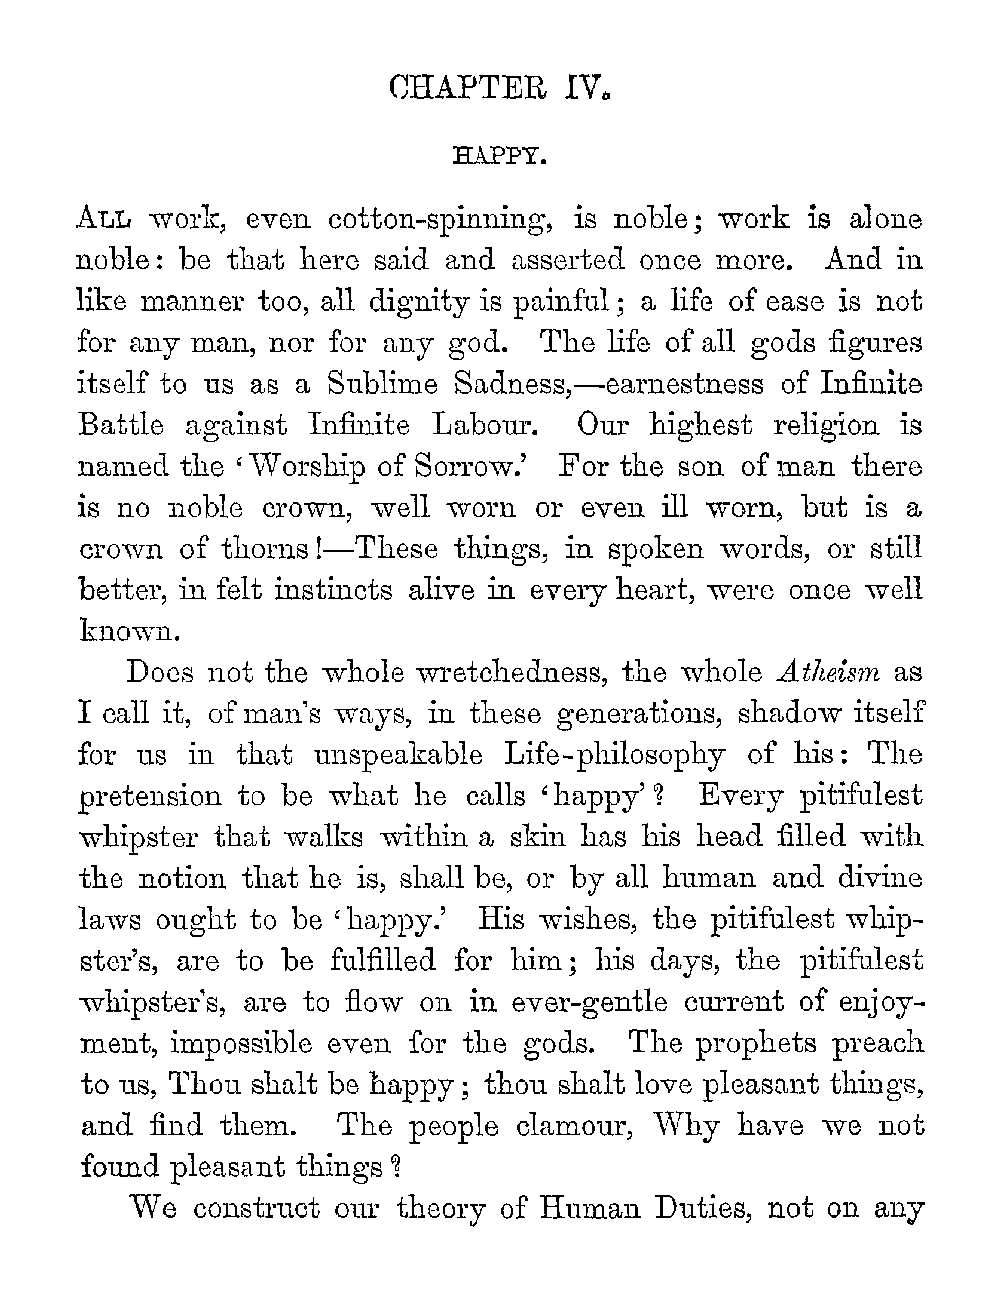 CHAPTER IV.
HAPPY.
ALL work, even cotton-spinning, is noble; work is alone
noble: be that here said and asserted once more. And in
like manner too, all dignity is painful; a life of ease is not
for any man, nor for any god. The life of all gods figures
itself to us as a Sublime Sadness,—earnestness of Infinite
Battle against Infinite Labour. Our highest religion is
named the ‘Worship of Sorrow.’ For the son of man there
is no noble crown, well worn or even ill worn, but is a
crown of thorns!—These things, in spoken words, or still
better, in felt instincts alive in every heart, were once well
known.
Does not the whole wretchedness, the whole Atheism as
I call it, of man's ways, in these generations, shadow itself
for us in that unspeakable Life-philosophy of his: The
pretension to be what he calls ‘happy’? Every pitifulest
whipster that walks within a skin has his head filled with
the notion that he is, shall be, or by all human and divine
laws ought to be ‘happy.’ His wishes, the pitifulest whip-
ster's, are to be fulfilled for him; his days, the pitifulest
whipster's, are to flow on in ever-gentle current of enjoy-
ment, impossible even for the gods. The prophets preach
to us, Thou shalt be happy; thou shalt love pleasant things,
and find them. The people clamour, Why have we not
found pleasant things?
We construct our theory of Human Duties, not on any